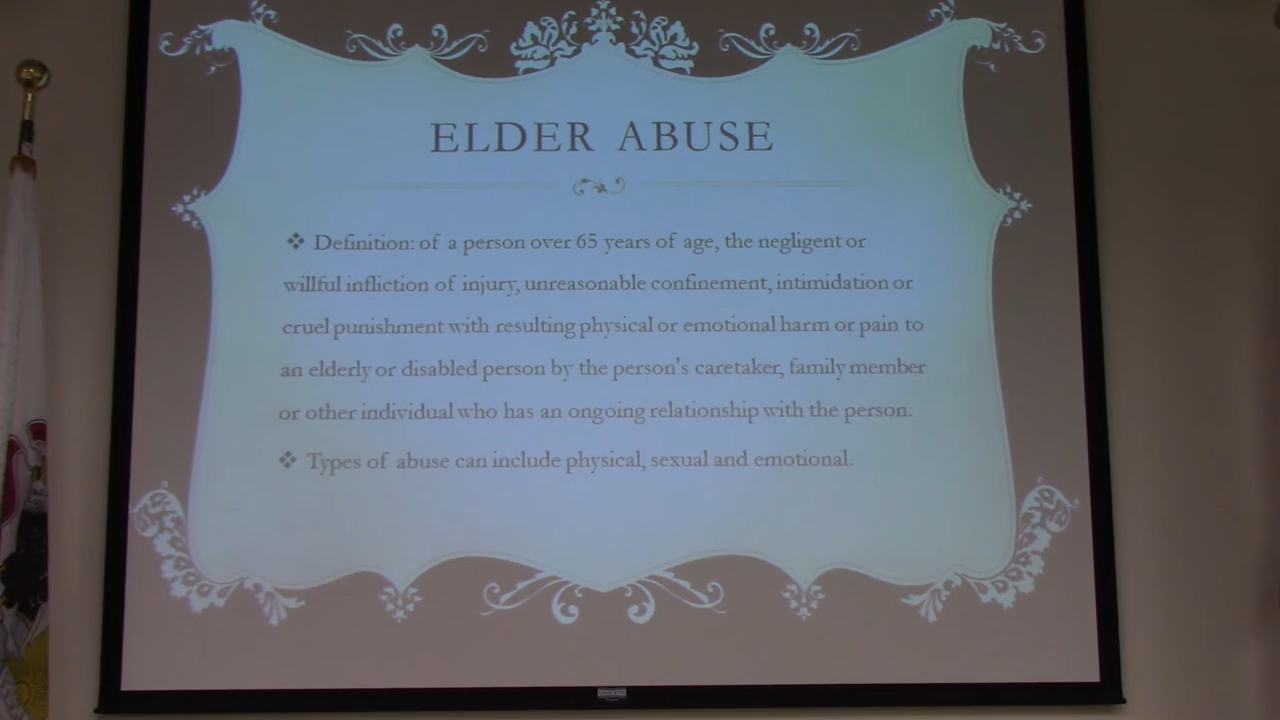 ELDER ABUSE
❖ Definition: of a person over 65 years of age, the negligent or
willful infliction of injury, unreasonable confinement, intimidation or
cruel punishment with resulting physical or emotional harm or pain to
an elderly or disabled person by the person's caretaker, family member
or other individual who has an ongoing relationship with the person.
❖ Types of abuse can include physical, sexual and emotional.